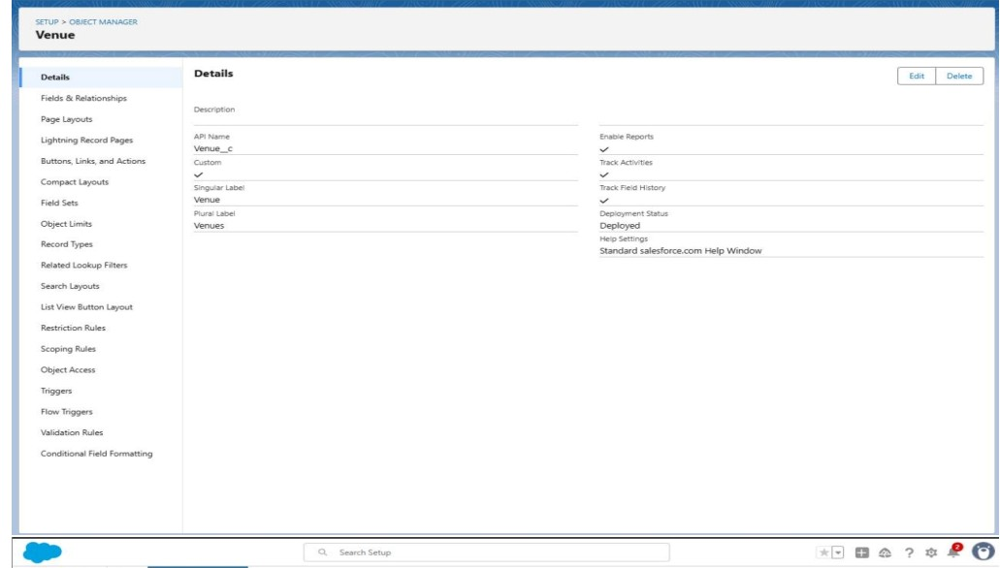 SETUP > OBJECT MANAGER
Venue
Details
Fields & Relationships
Page Layouts
Lightning Record Pages
Buttons, Links, and Actions
Compact Layouts
Field Sets
Object Limits
Record Types
Related Lookup Filters
Search Layouts
List View Button Layout
Restriction Rules
Scoping Rules
Object Access
Triggers
Flow Triggers
Validation Rules
Conditional Field Formatting
Details
Edit
Delete
Description
API Name
Venue__c
Custom
Singular Label
Venue
Plural Label
Venues
Enable Reports
Track Activities
Track Field History
Deployment Status
Deployed
Help Settings
Standard salesforce.com Help Window
Search Setup
2